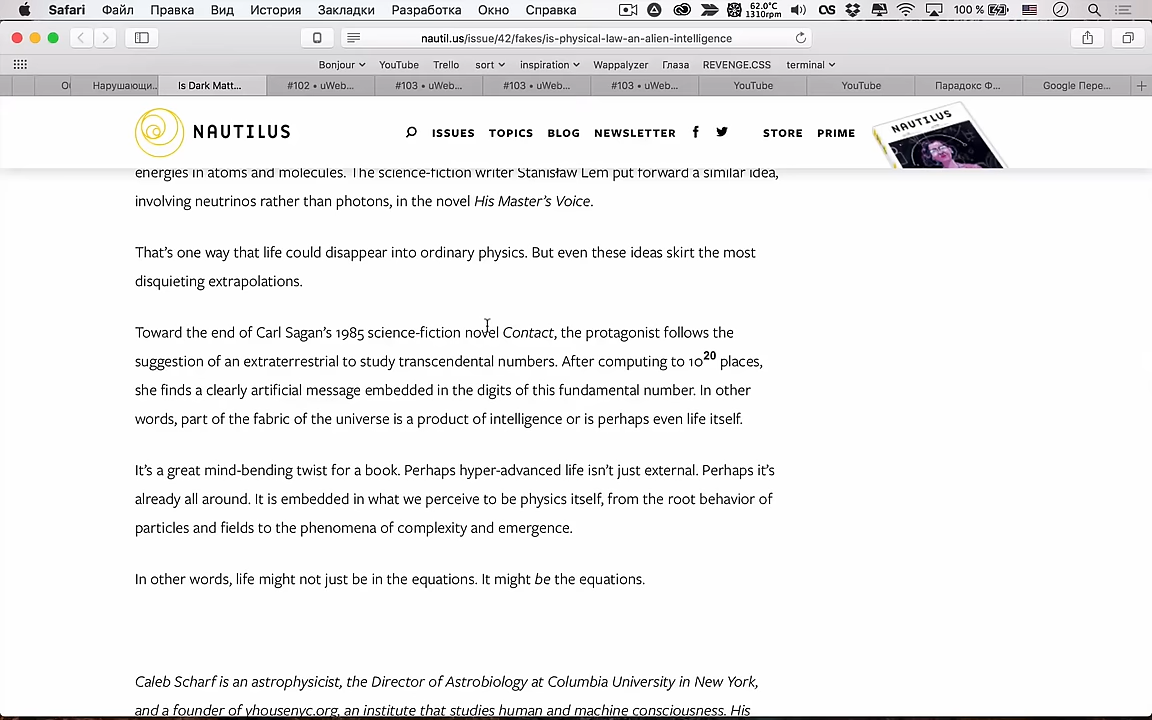 Safari Файл Правка Вид История Закладки Разработка Окно Справка 62.0°C 1310rpm 100 %
nautil.us/issue/42/fakes/is-physical-law-an-alien-intelligence
Bonjour YouTube Trello sort inspiration Wappalyzer Глаза REVENGE.CSS terminal
Нарушающи.. Is Dark Matt... #102 • uWeb... #103 • uWeb... #103 • uWeb... #103 • uWeb... YouTube YouTube Парадокс Ф... Google Пере...
NAUTILUS ISSUES TOPICS BLOG NEWSLETTER STORE PRIME
NAUTILUS
energies in atoms and molecules. The science-fiction writer Stanisław Lem put forward a similar idea,
involving neutrinos rather than photons, in the novel His Master’s Voice.
That’s one way that life could disappear into ordinary physics. But even these ideas skirt the most
disquieting extrapolations.
Toward the end of Carl Sagan’s 1985 science-fiction novel Contact, the protagonist follows the
suggestion of an extraterrestrial to study transcendental numbers. After computing to 10²⁰ places,
she finds a clearly artificial message embedded in the digits of this fundamental number. In other
words, part of the fabric of the universe is a product of intelligence or is perhaps even life itself.
It’s a great mind-bending twist for a book. Perhaps hyper-advanced life isn’t just external. Perhaps it’s
already all around. It is embedded in what we perceive to be physics itself, from the root behavior of
particles and fields to the phenomena of complexity and emergence.
In other words, life might not just be in the equations. It might be the equations.
Caleb Scharf is an astrophysicist, the Director of Astrobiology at Columbia University in New York,
and a founder of yhousenyc.org, an institute that studies human and machine consciousness. His